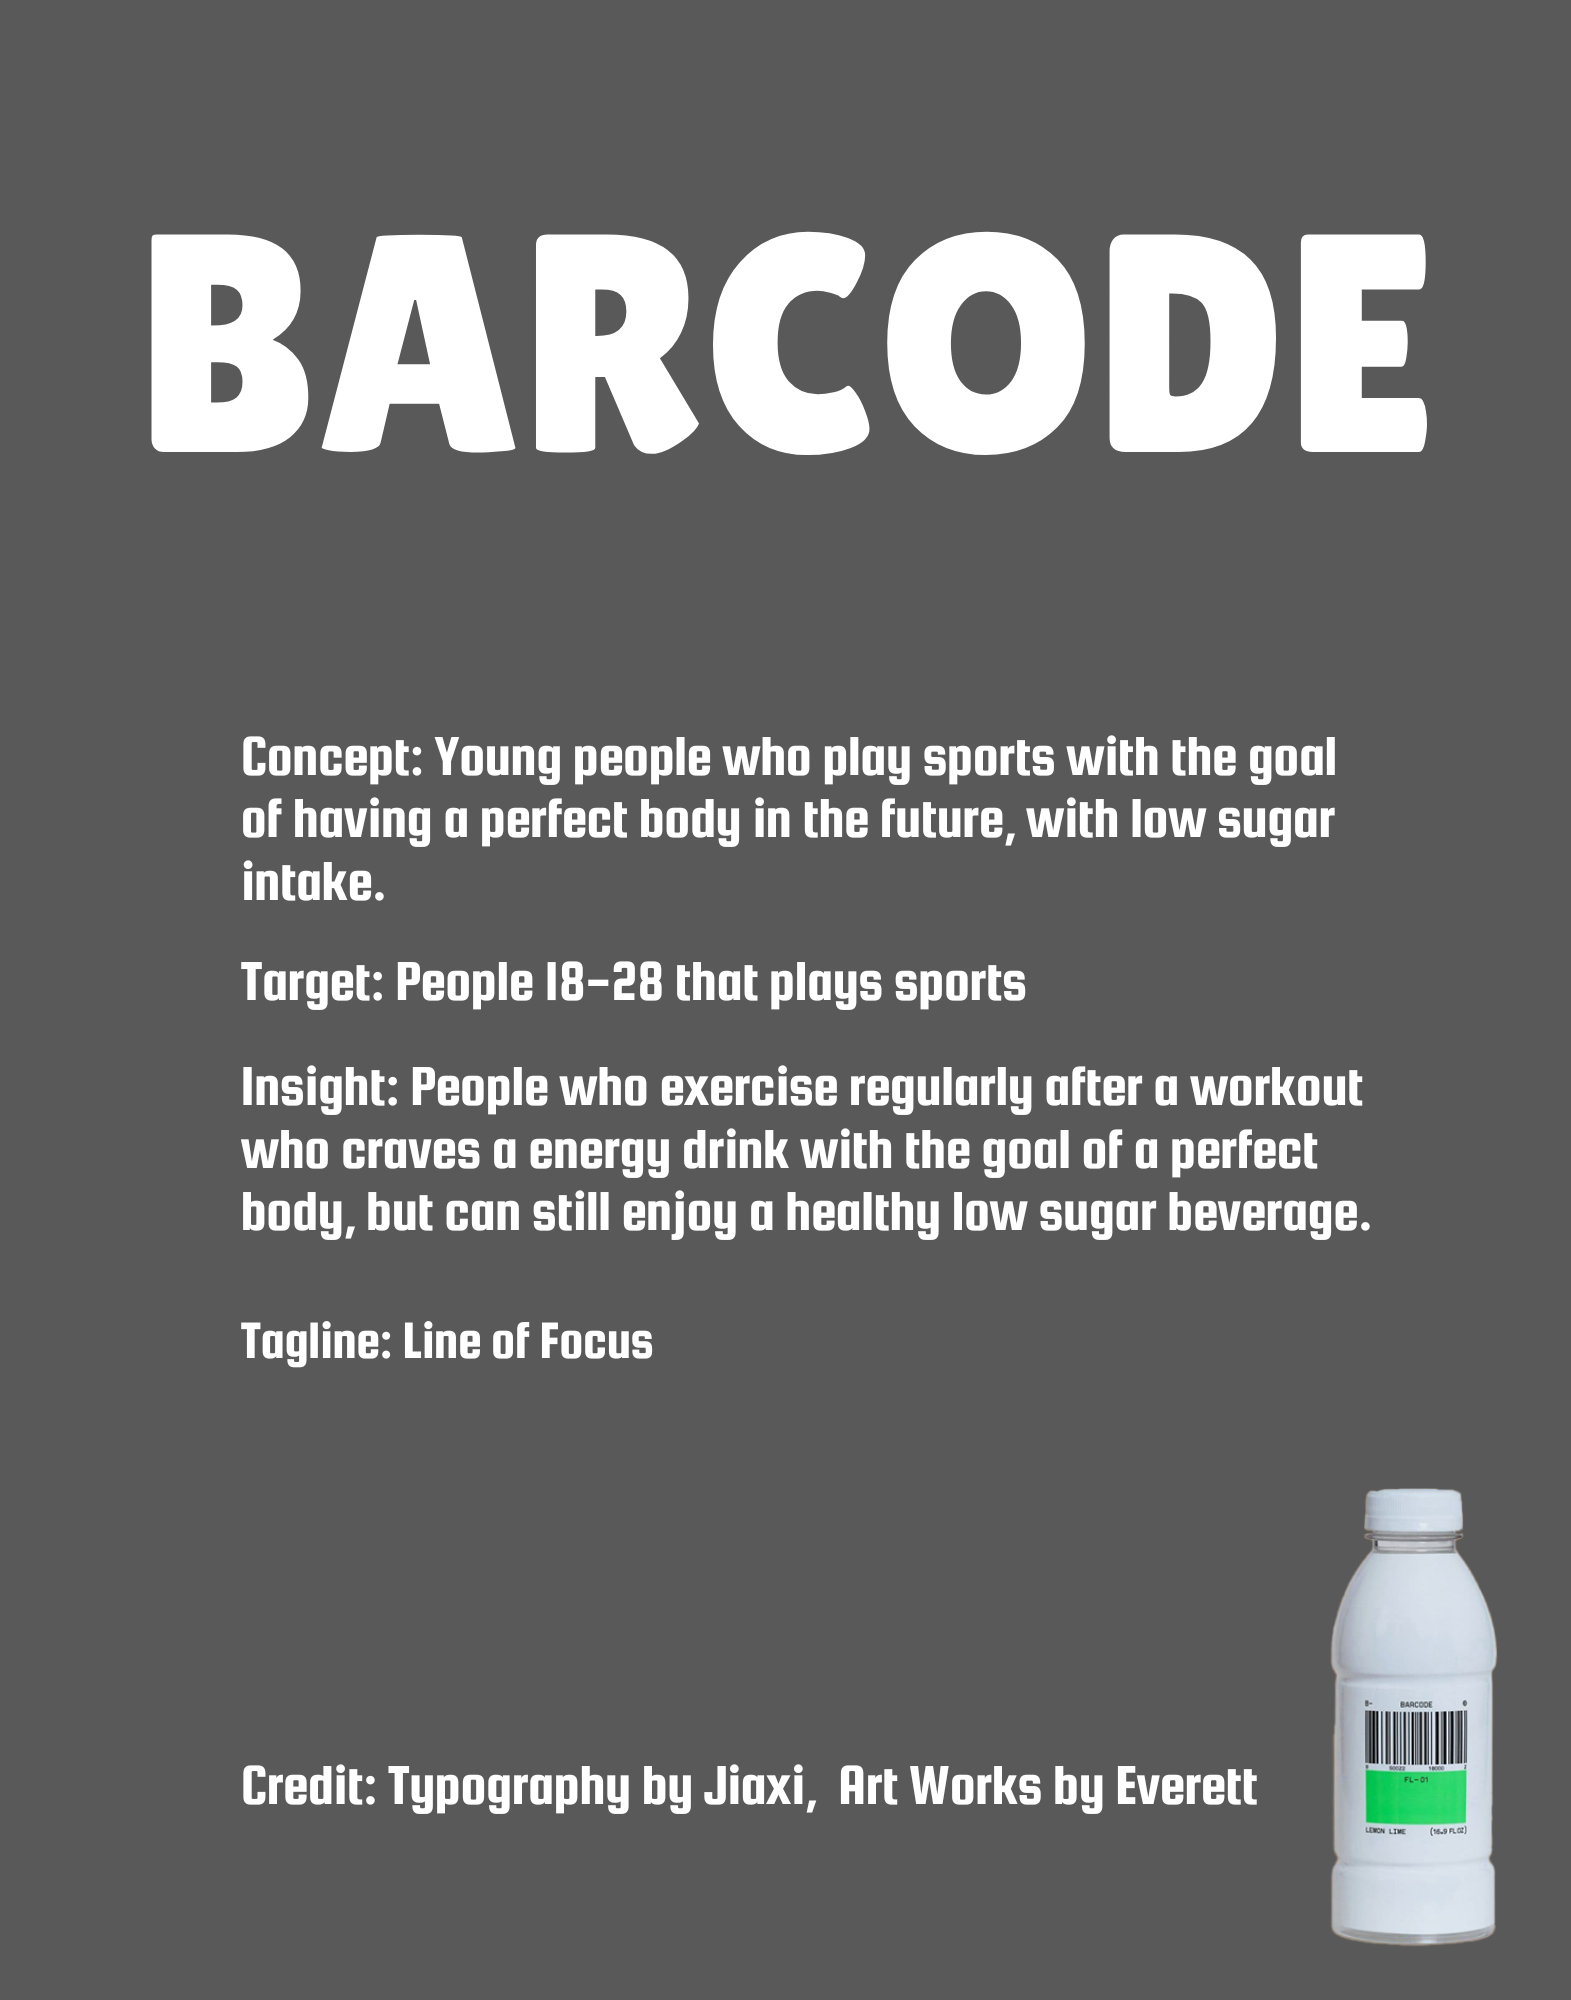 BARCODE
Concept: Young people who play sports with the goal
of having a perfect body in the future, with low sugar
intake.
Target: People 18-28 that plays sports
Insight: People who exercise regularly after a workout
who craves a energy drink with the goal of a perfect
body, but can still enjoy a healthy low sugar beverage.
Tagline: Line of Focus
Credit: Typography by Jiaxi, Art Works by Everett
B- BARCODE ©
50022 18000 2
FL-01
LEMON LIME (16.9 FL OZ)